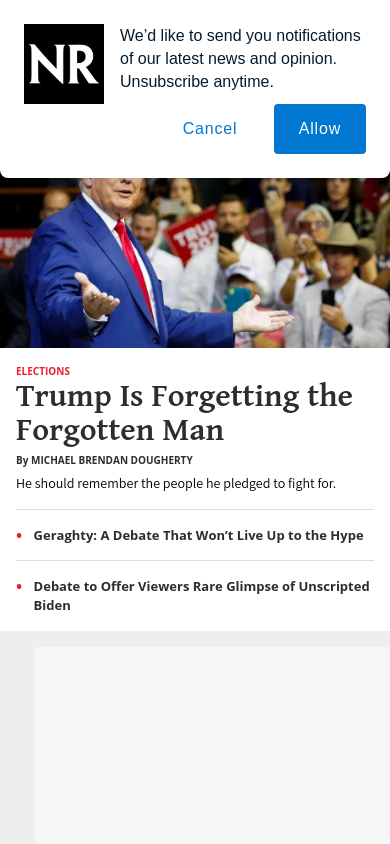 NR
We’d like to send you notifications
of our latest news and opinion.
Unsubscribe anytime.
Cancel
Allow
TRUMP
ELECTIONS
Trump Is Forgetting the
Forgotten Man
By MICHAEL BRENDAN DOUGHERTY
He should remember the people he pledged to fight for.
• Geraghty: A Debate That Won’t Live Up to the Hype
• Debate to Offer Viewers Rare Glimpse of Unscripted
Biden